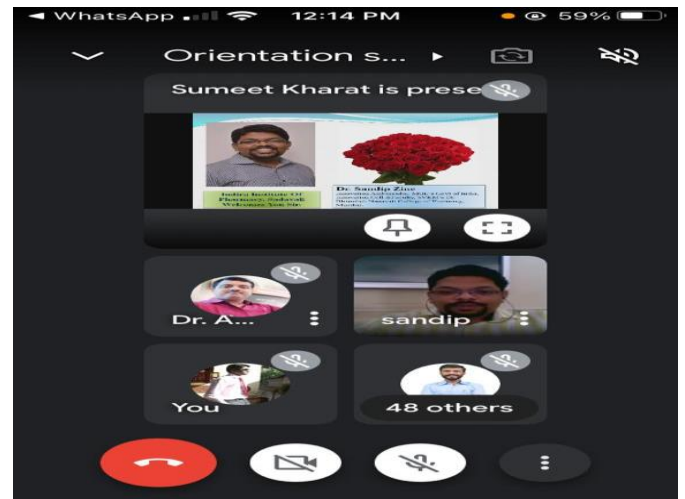 WhatsApp 12:14 PM 59%
Orientation s...
Sumeet Kharat is prese
Indira Institute Of
Pharmacy, Sadavali
Welcomes You Sir
Dr. Sandip Zine
Mumbai.
Dr. A...
sandip
You
48 others